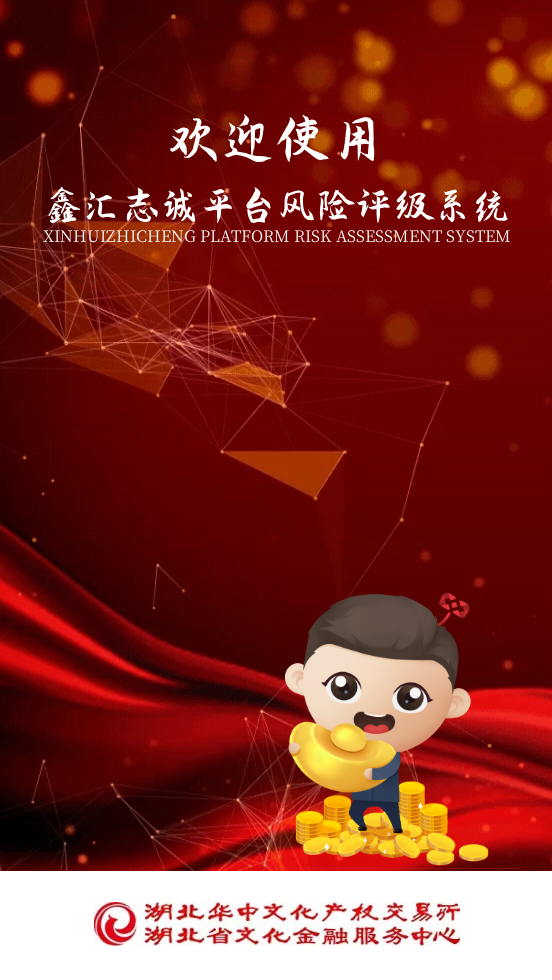 欢迎使用
鑫汇志诚平台风险评级系统
XINHUIZHICHENG PLATFORM RISK ASSESSMENT SYSTEM
湖北华中文化产权交易所
湖北省文化金融服务中心